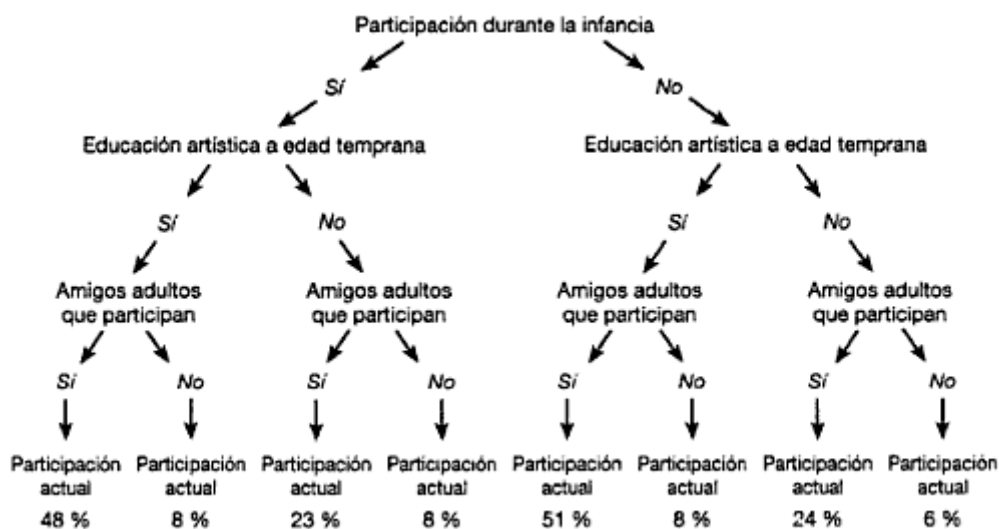 Participación durante la infancia
Sí No
Educación artística a edad temprana Educación artística a edad temprana
Sí No Sí No
Amigos adultos Amigos adultos Amigos adultos Amigos adultos
que participan que participan que participan que participan
Sí No Sí No Sí No Sí No
Participación Participación Participación Participación Participación Participación Participación Participación
actual actual actual actual actual actual actual actual
48 % 8 % 23 % 8 % 51 % 8 % 24 % 6 %